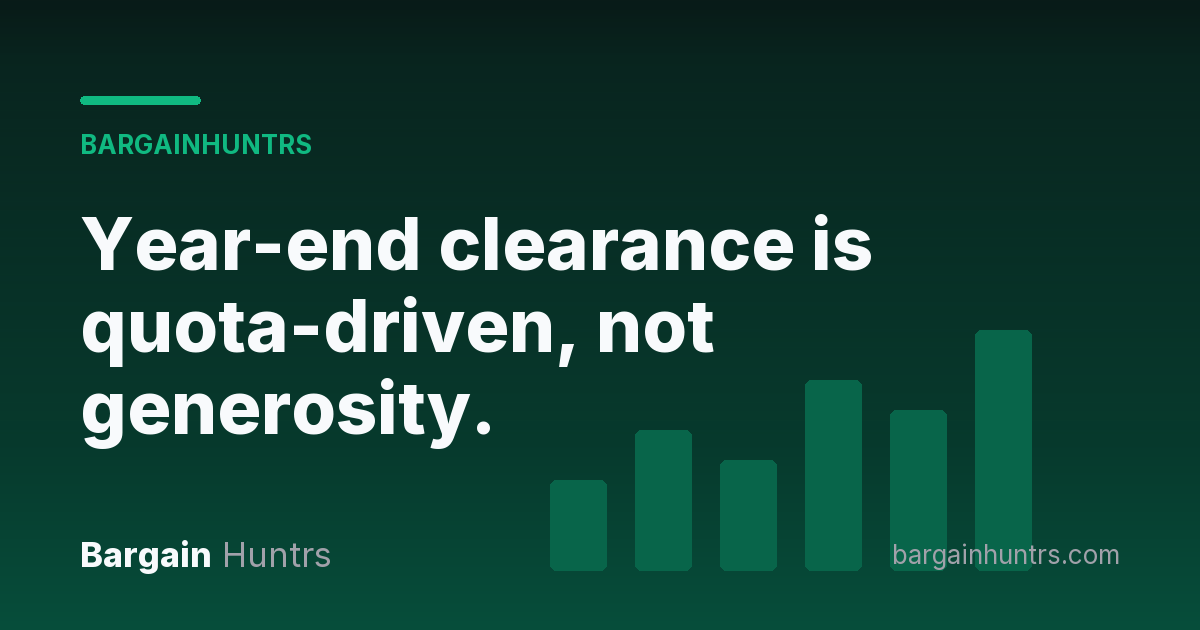 BARGAINHUNTRS
Year-end clearance is
quota-driven, not
generosity.
Bargain Huntrs
bargainhuntrs.com